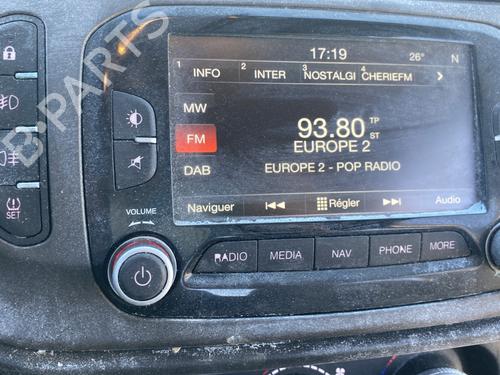 B-PARTS
17:19 26° N
1 INFO 2 INTER 3 NOSTALGI 4 CHERIEFM >
MW
FM
DAB
93.80 TP ST
EUROPE 2
EUROPE 2 - POP RADIO
Naviguer Régler Audio
VOLUME
- +
RADIO MEDIA NAV PHONE MORE
SET